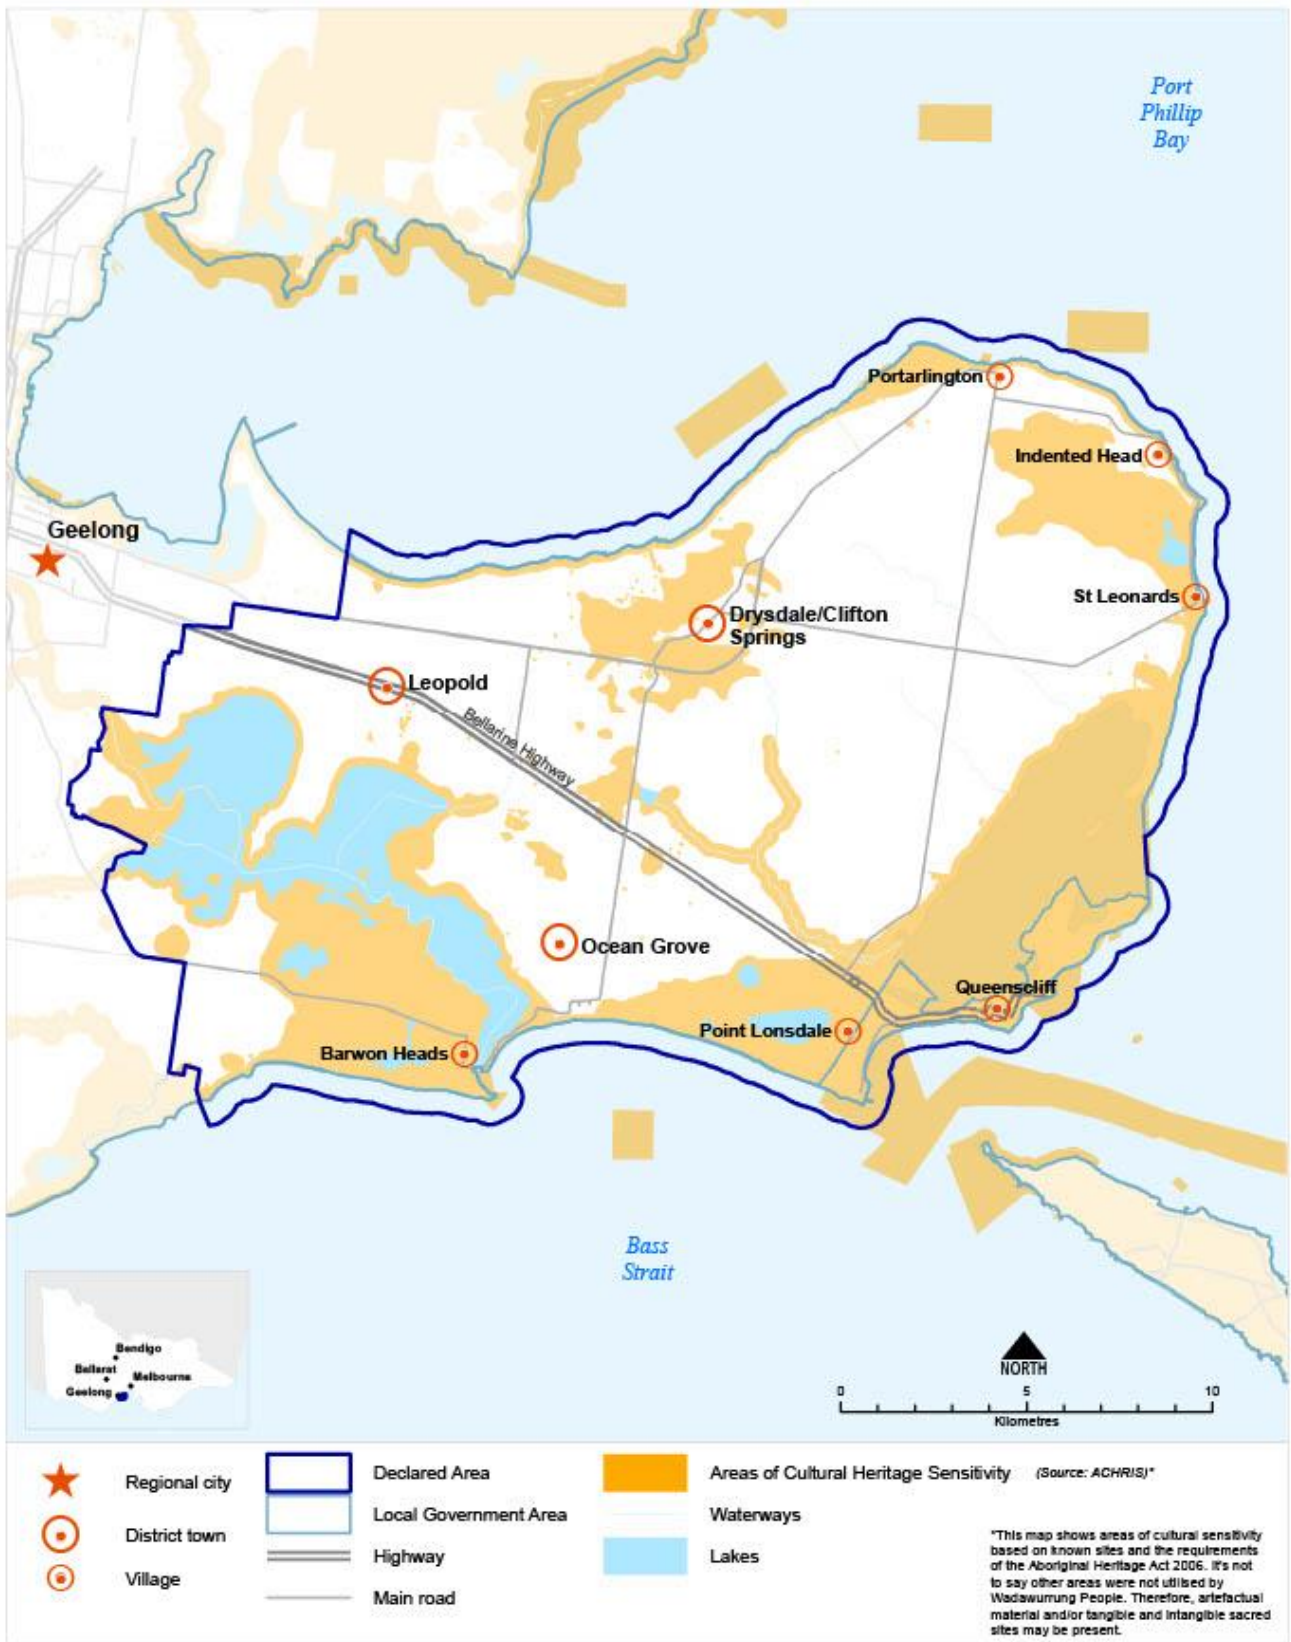 Port
Phillip
Bay
Portarlington
Indented Head
Geelong
St Leonards
Drysdale/Clifton
Springs
Leopold
Bellarine Highway
Ocean Grove
Queenscliff
Point Lonsdale
Barwon Heads
Bass
Strait
Bendigo
Ballarat
Melbourne
Geelong
NORTH
0 5 10
Kilometres
Regional city
District town
Village
Declared Area
Local Government Area
Highway
Main road
Areas of Cultural Heritage Sensitivity (Source: ACHRIS)*
Waterways
Lakes
*This map shows areas of cultural sensitivity
based on known sites and the requirements
of the Aboriginal Heritage Act 2006. It's not
to say other areas were not utilised by
Wadawurrung People. Therefore, artefactual
material and/or tangible and intangible sacred
sites may be present.